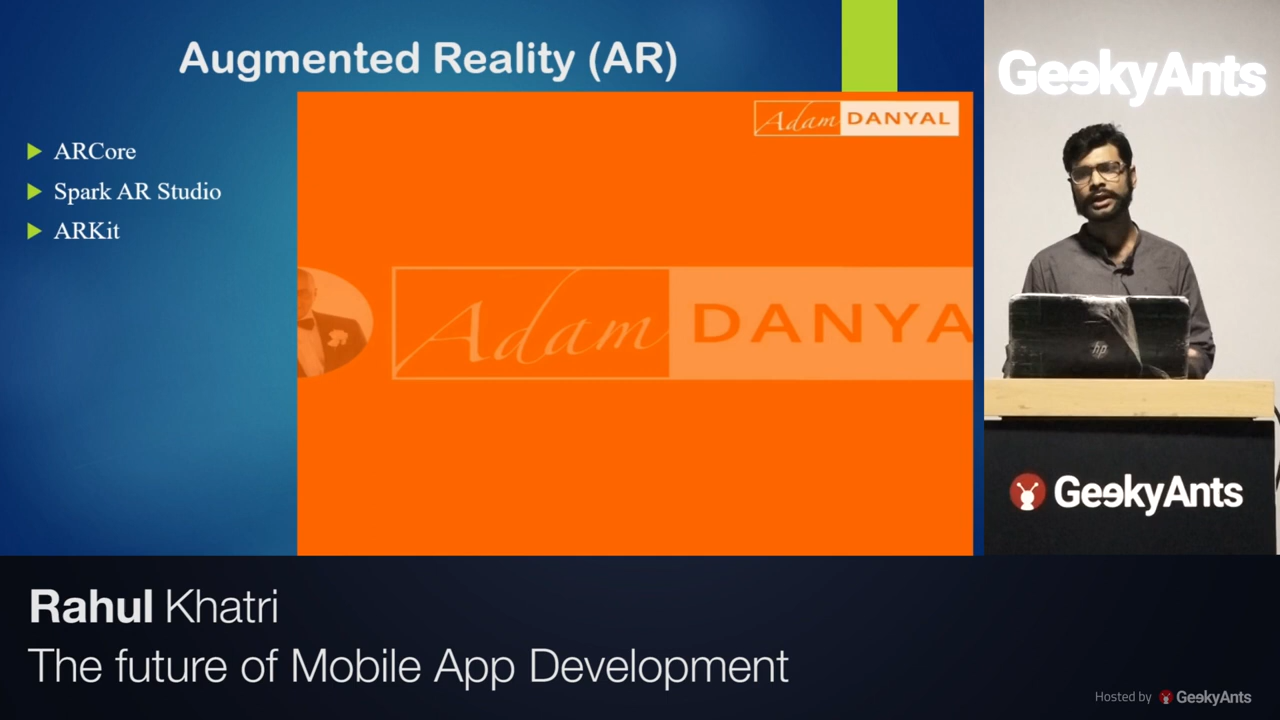 Augmented Reality (AR)
ARCore
Spark AR Studio
ARKit
Adam DANYAL
Adam DANYA
GeekyAnts
hp
GeekyAnts
Rahul Khatri
The future of Mobile App Development
Hosted by GeekyAnts